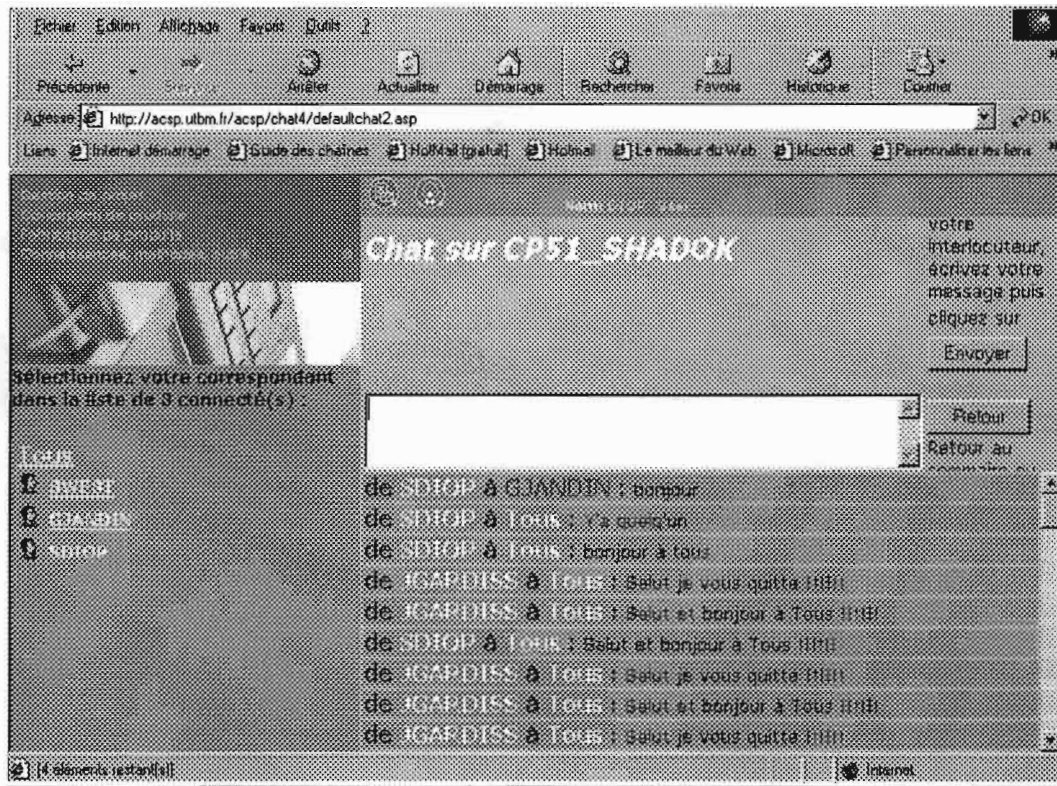 Fichier Edition Affichage Favoris Outils ?
Précédente Arrêter Actualiser Démarrage Rechercher Favoris Historique Courrier
Adresse http://acsp.utbm.fr/acsp/chat4/defaultchat2.asp OK
Liens Internet démarrage Guide des chaînes HotMail (gratuit) Hotmail Le meilleur du Web Microsoft Personnaliser les liens
Chat sur CP51_SHADOK
votre
interlocuteur,
écrivez votre
message puis
cliquez sur
Envoyer
Sélectionnez votre correspondant
dans la liste de 3 connecté(s) :
Retour
Retour au
Tous
GJANDIN
SDIOP
de SDIOP à GJANDIN : bonjour
de SDIOP à Tous : Y'a quelq'un
de SDIOP à Tous : bonjour à tous
de JGARDISS à Tous : Salut je vous quitte !!!!!!
de JGARDISS à Tous : Salut et bonjour à Tous !!!!!!
de SDIOP à Tous : Salut et bonjour à Tous !!!!!!
de JGARDISS à Tous : Salut je vous quitte !!!!!!
de JGARDISS à Tous : Salut et bonjour à Tous !!!!!!
de JGARDISS à Tous : Salut je vous quitte !!!!!!
(4 éléments restant(s)) Internet